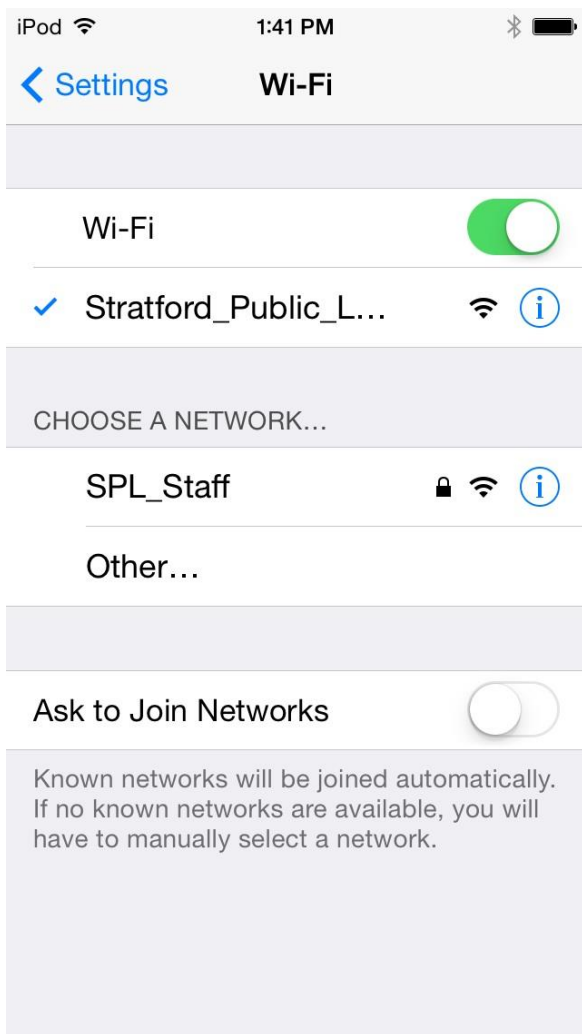 iPod 1:41 PM
Settings Wi-Fi
Wi-Fi
Stratford_Public_L...
CHOOSE A NETWORK...
SPL_Staff
Other...
Ask to Join Networks
Known networks will be joined automatically.
If no known networks are available, you will
have to manually select a network.